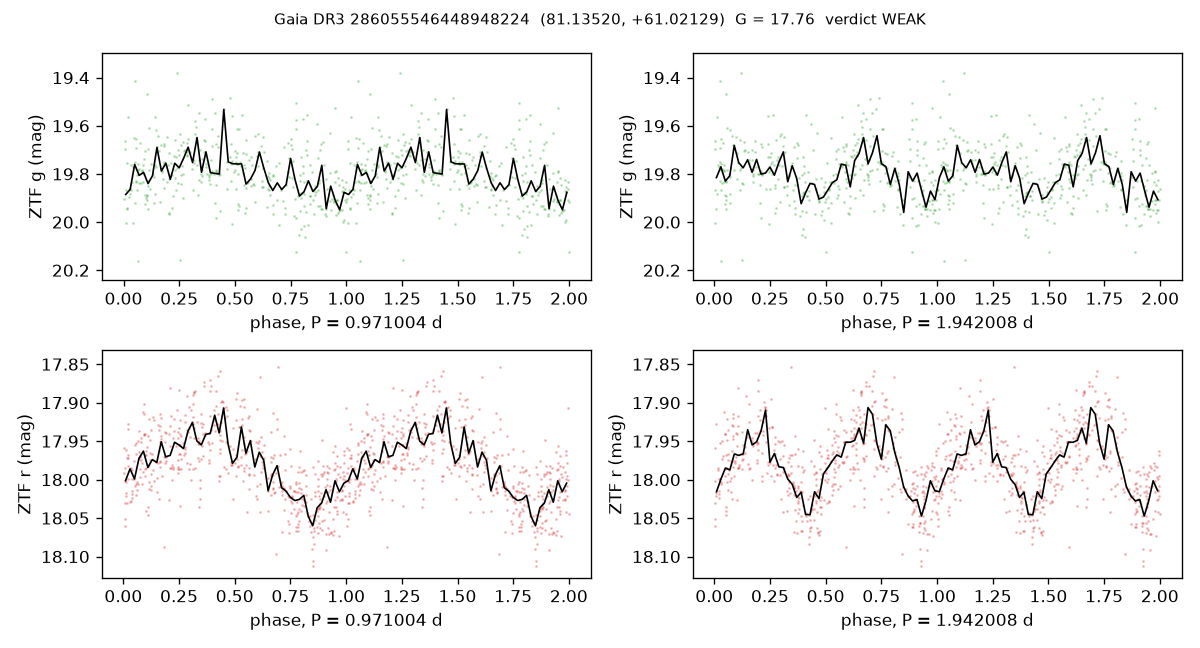 Gaia DR3 286055546448948224 (81.13520, +61.02129) G = 17.76 verdict WEAK
ZTF g (mag)
19.4
19.6
19.8
20.0
20.2
0.00 0.25 0.50 0.75 1.00 1.25 1.50 1.75 2.00
phase, P = 0.971004 d
ZTF g (mag)
19.4
19.6
19.8
20.0
20.2
0.00 0.25 0.50 0.75 1.00 1.25 1.50 1.75 2.00
phase, P = 1.942008 d
ZTF r (mag)
17.85
17.90
17.95
18.00
18.05
18.10
0.00 0.25 0.50 0.75 1.00 1.25 1.50 1.75 2.00
phase, P = 0.971004 d
ZTF r (mag)
17.85
17.90
17.95
18.00
18.05
18.10
0.00 0.25 0.50 0.75 1.00 1.25 1.50 1.75 2.00
phase, P = 1.942008 d